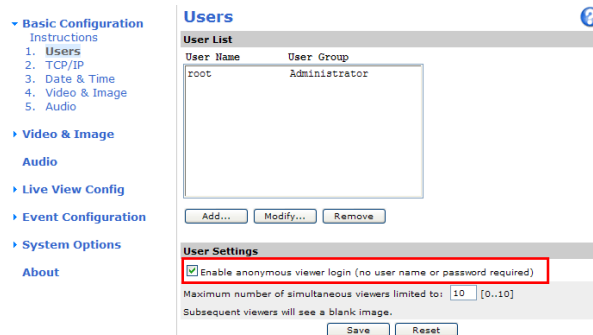 Basic Configuration
Instructions
1. Users
2. TCP/IP
3. Date & Time
4. Video & Image
5. Audio
Video & Image
Audio
Live View Config
Event Configuration
System Options
About
Users
User List
User Name User Group
root Administrator
Add... Modify... Remove
User Settings
Enable anonymous viewer login (no user name or password required)
Maximum number of simultaneous viewers limited to: 10 [0..10]
Subsequent viewers will see a blank image.
Save Reset